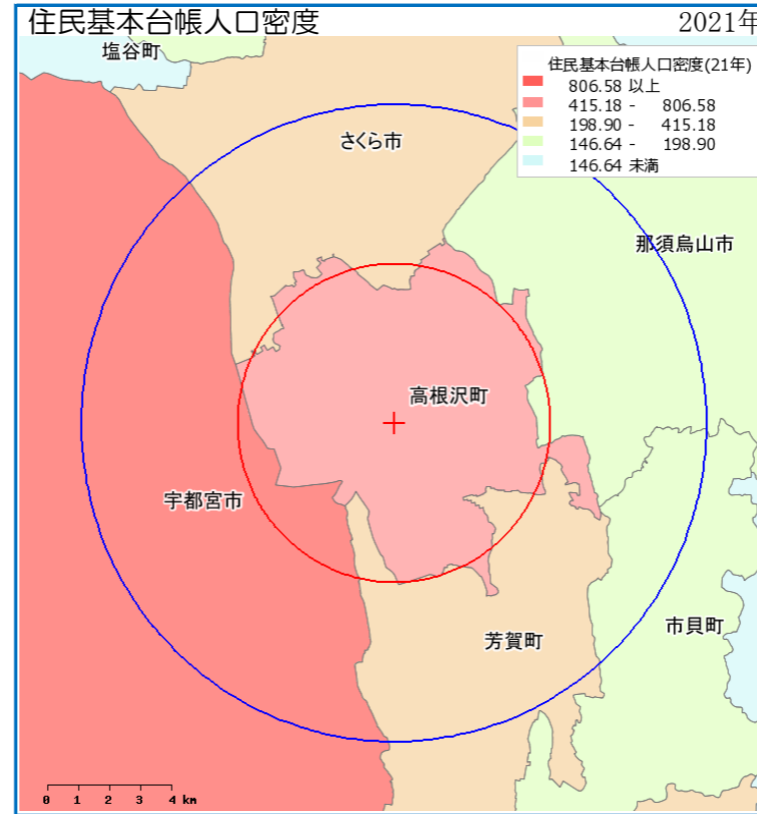 住民基本台帳人口密度 2021年
塩谷町
住民基本台帳人口密度(21年)
806.58 以上
415.18 - 806.58
198.90 - 415.18
146.64 - 198.90
146.64 未満
さくら市
那須烏山市
高根沢町
宇都宮市
芳賀町
市貝町
0 1 2 3 4 km